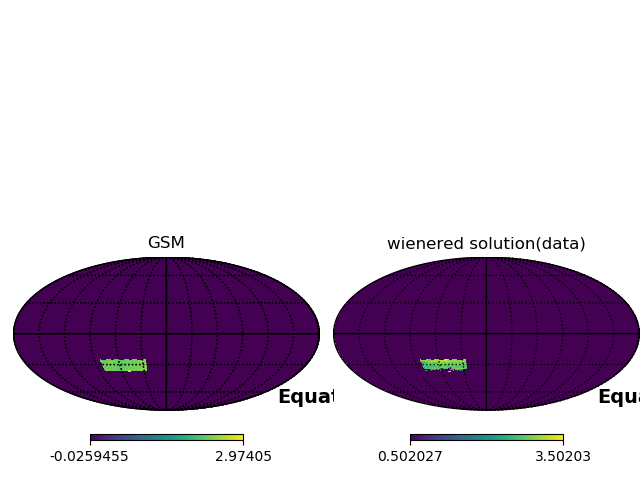 GSM
wienered solution(data)
Equat
Equa
-0.0259455 2.97405
0.502027 3.50203